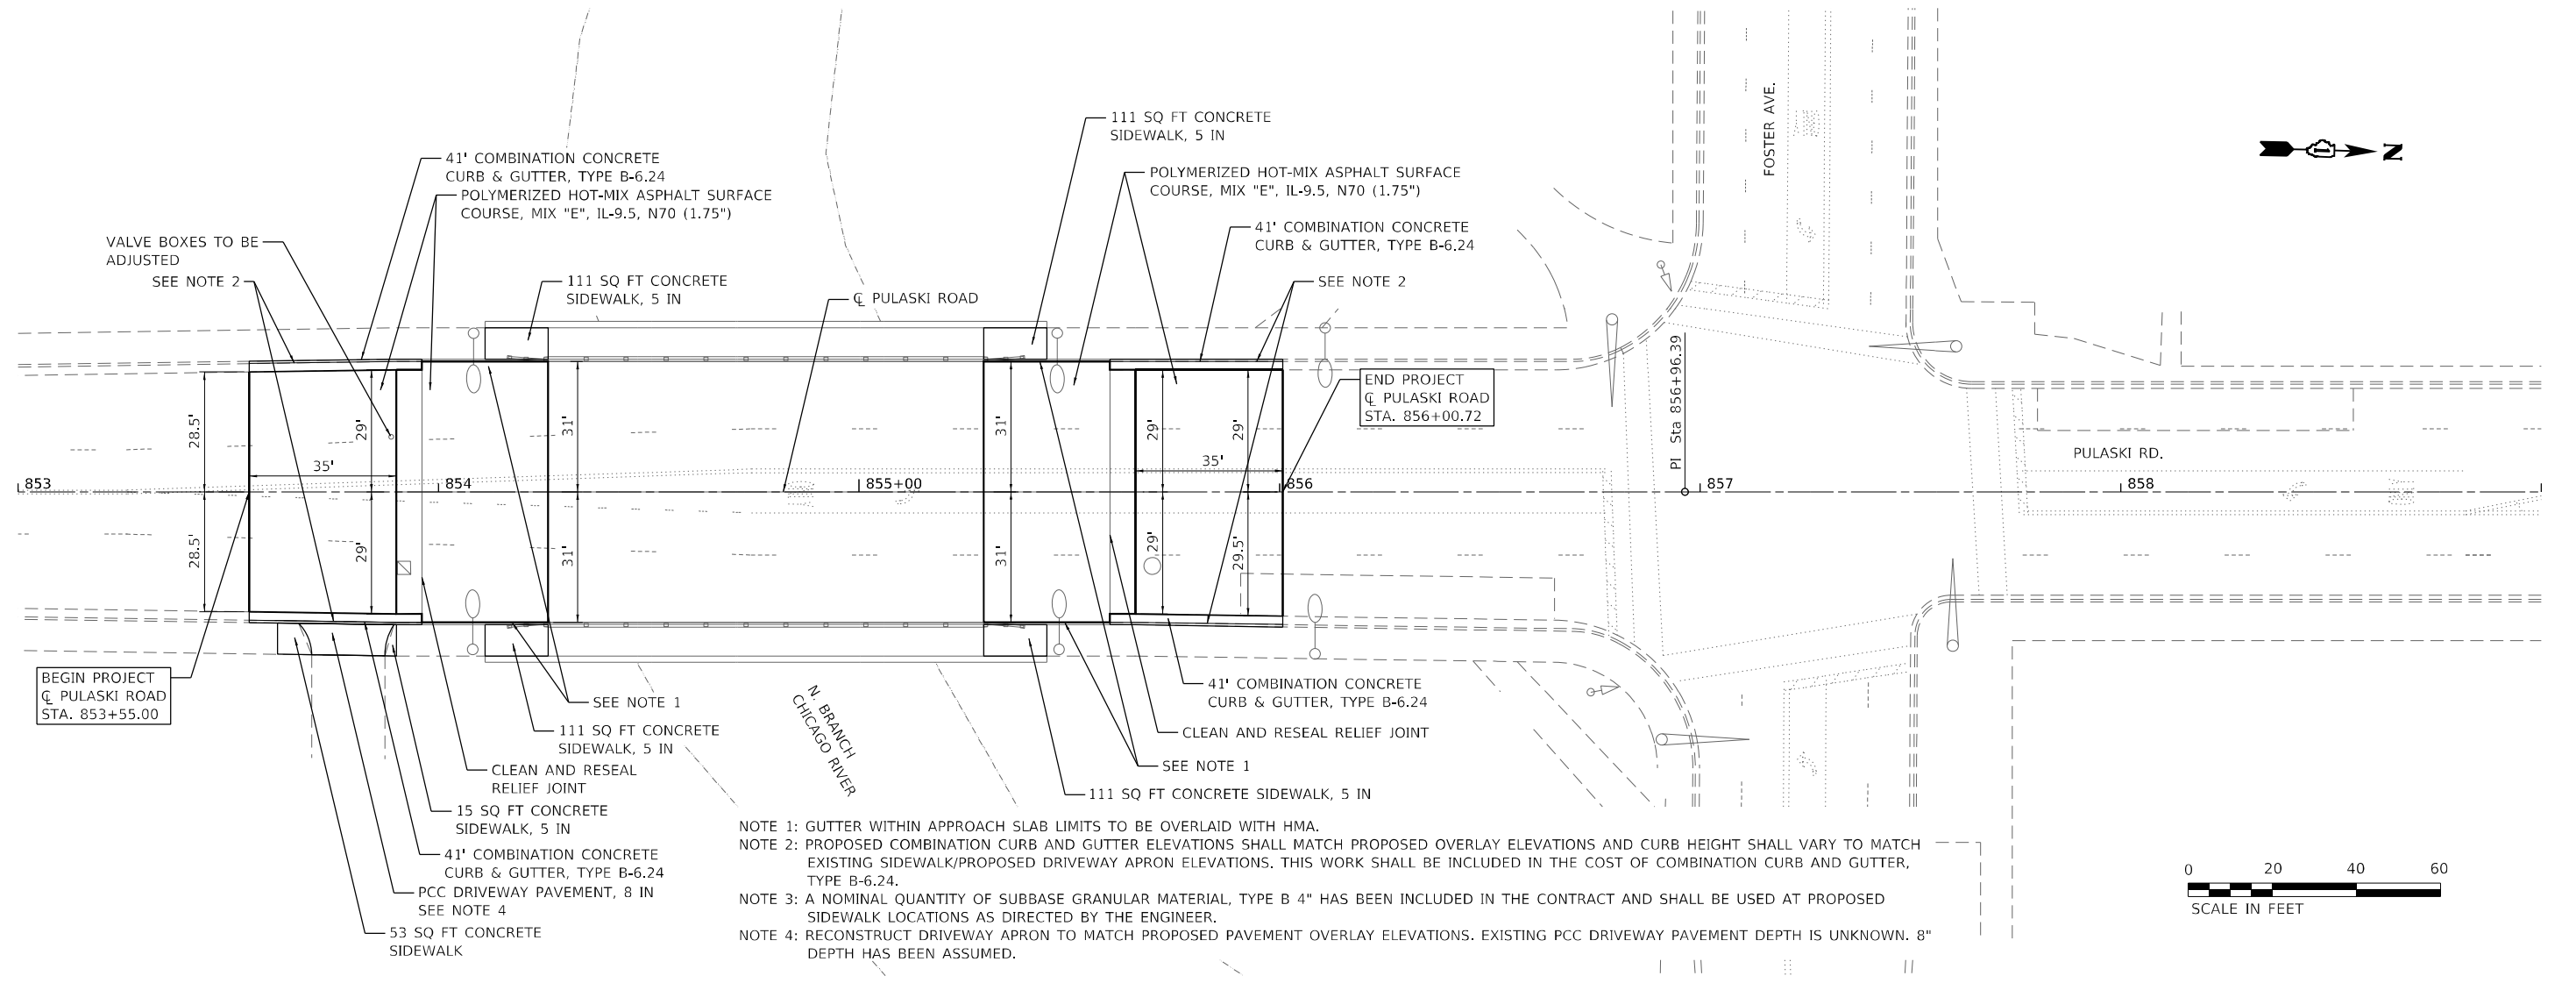 111 SQ FT CONCRETE
SIDEWALK, 5 IN
41' COMBINATION CONCRETE
CURB & GUTTER, TYPE B-6.24
POLYMERIZED HOT-MIX ASPHALT SURFACE
COURSE, MIX "E", IL-9.5, N70 (1.75")
POLYMERIZED HOT-MIX ASPHALT SURFACE
COURSE, MIX "E", IL-9.5, N70 (1.75")
FOSTER AVE.
N
VALVE BOXES TO BE
ADJUSTED
SEE NOTE 2
41' COMBINATION CONCRETE
CURB & GUTTER, TYPE B-6.24
111 SQ FT CONCRETE
SIDEWALK, 5 IN
℄ PULASKI ROAD
SEE NOTE 2
PI Sta 856+96.39
END PROJECT
℄ PULASKI ROAD
STA. 856+00.72
28.5'
29'
31'
31'
29'
29'
35'
35'
PULASKI RD.
853
854
855+00
856
857
858
28.5'
29'
31'
31'
29'
29.5'
BEGIN PROJECT
℄ PULASKI ROAD
STA. 853+55.00
SEE NOTE 1
111 SQ FT CONCRETE
SIDEWALK, 5 IN
N. BRANCH
CHICAGO RIVER
41' COMBINATION CONCRETE
CURB & GUTTER, TYPE B-6.24
CLEAN AND RESEAL RELIEF JOINT
SEE NOTE 1
111 SQ FT CONCRETE SIDEWALK, 5 IN
CLEAN AND RESEAL
RELIEF JOINT
15 SQ FT CONCRETE
SIDEWALK, 5 IN
41' COMBINATION CONCRETE
CURB & GUTTER, TYPE B-6.24
PCC DRIVEWAY PAVEMENT, 8 IN
SEE NOTE 4
53 SQ FT CONCRETE
SIDEWALK
NOTE 1: GUTTER WITHIN APPROACH SLAB LIMITS TO BE OVERLAID WITH HMA.
NOTE 2: PROPOSED COMBINATION CURB AND GUTTER ELEVATIONS SHALL MATCH PROPOSED OVERLAY ELEVATIONS AND CURB HEIGHT SHALL VARY TO MATCH
EXISTING SIDEWALK/PROPOSED DRIVEWAY APRON ELEVATIONS. THIS WORK SHALL BE INCLUDED IN THE COST OF COMBINATION CURB AND GUTTER,
TYPE B-6.24.
NOTE 3: A NOMINAL QUANTITY OF SUBBASE GRANULAR MATERIAL, TYPE B 4" HAS BEEN INCLUDED IN THE CONTRACT AND SHALL BE USED AT PROPOSED
SIDEWALK LOCATIONS AS DIRECTED BY THE ENGINEER.
NOTE 4: RECONSTRUCT DRIVEWAY APRON TO MATCH PROPOSED PAVEMENT OVERLAY ELEVATIONS. EXISTING PCC DRIVEWAY PAVEMENT DEPTH IS UNKNOWN. 8"
DEPTH HAS BEEN ASSUMED.
0 20 40 60
SCALE IN FEET